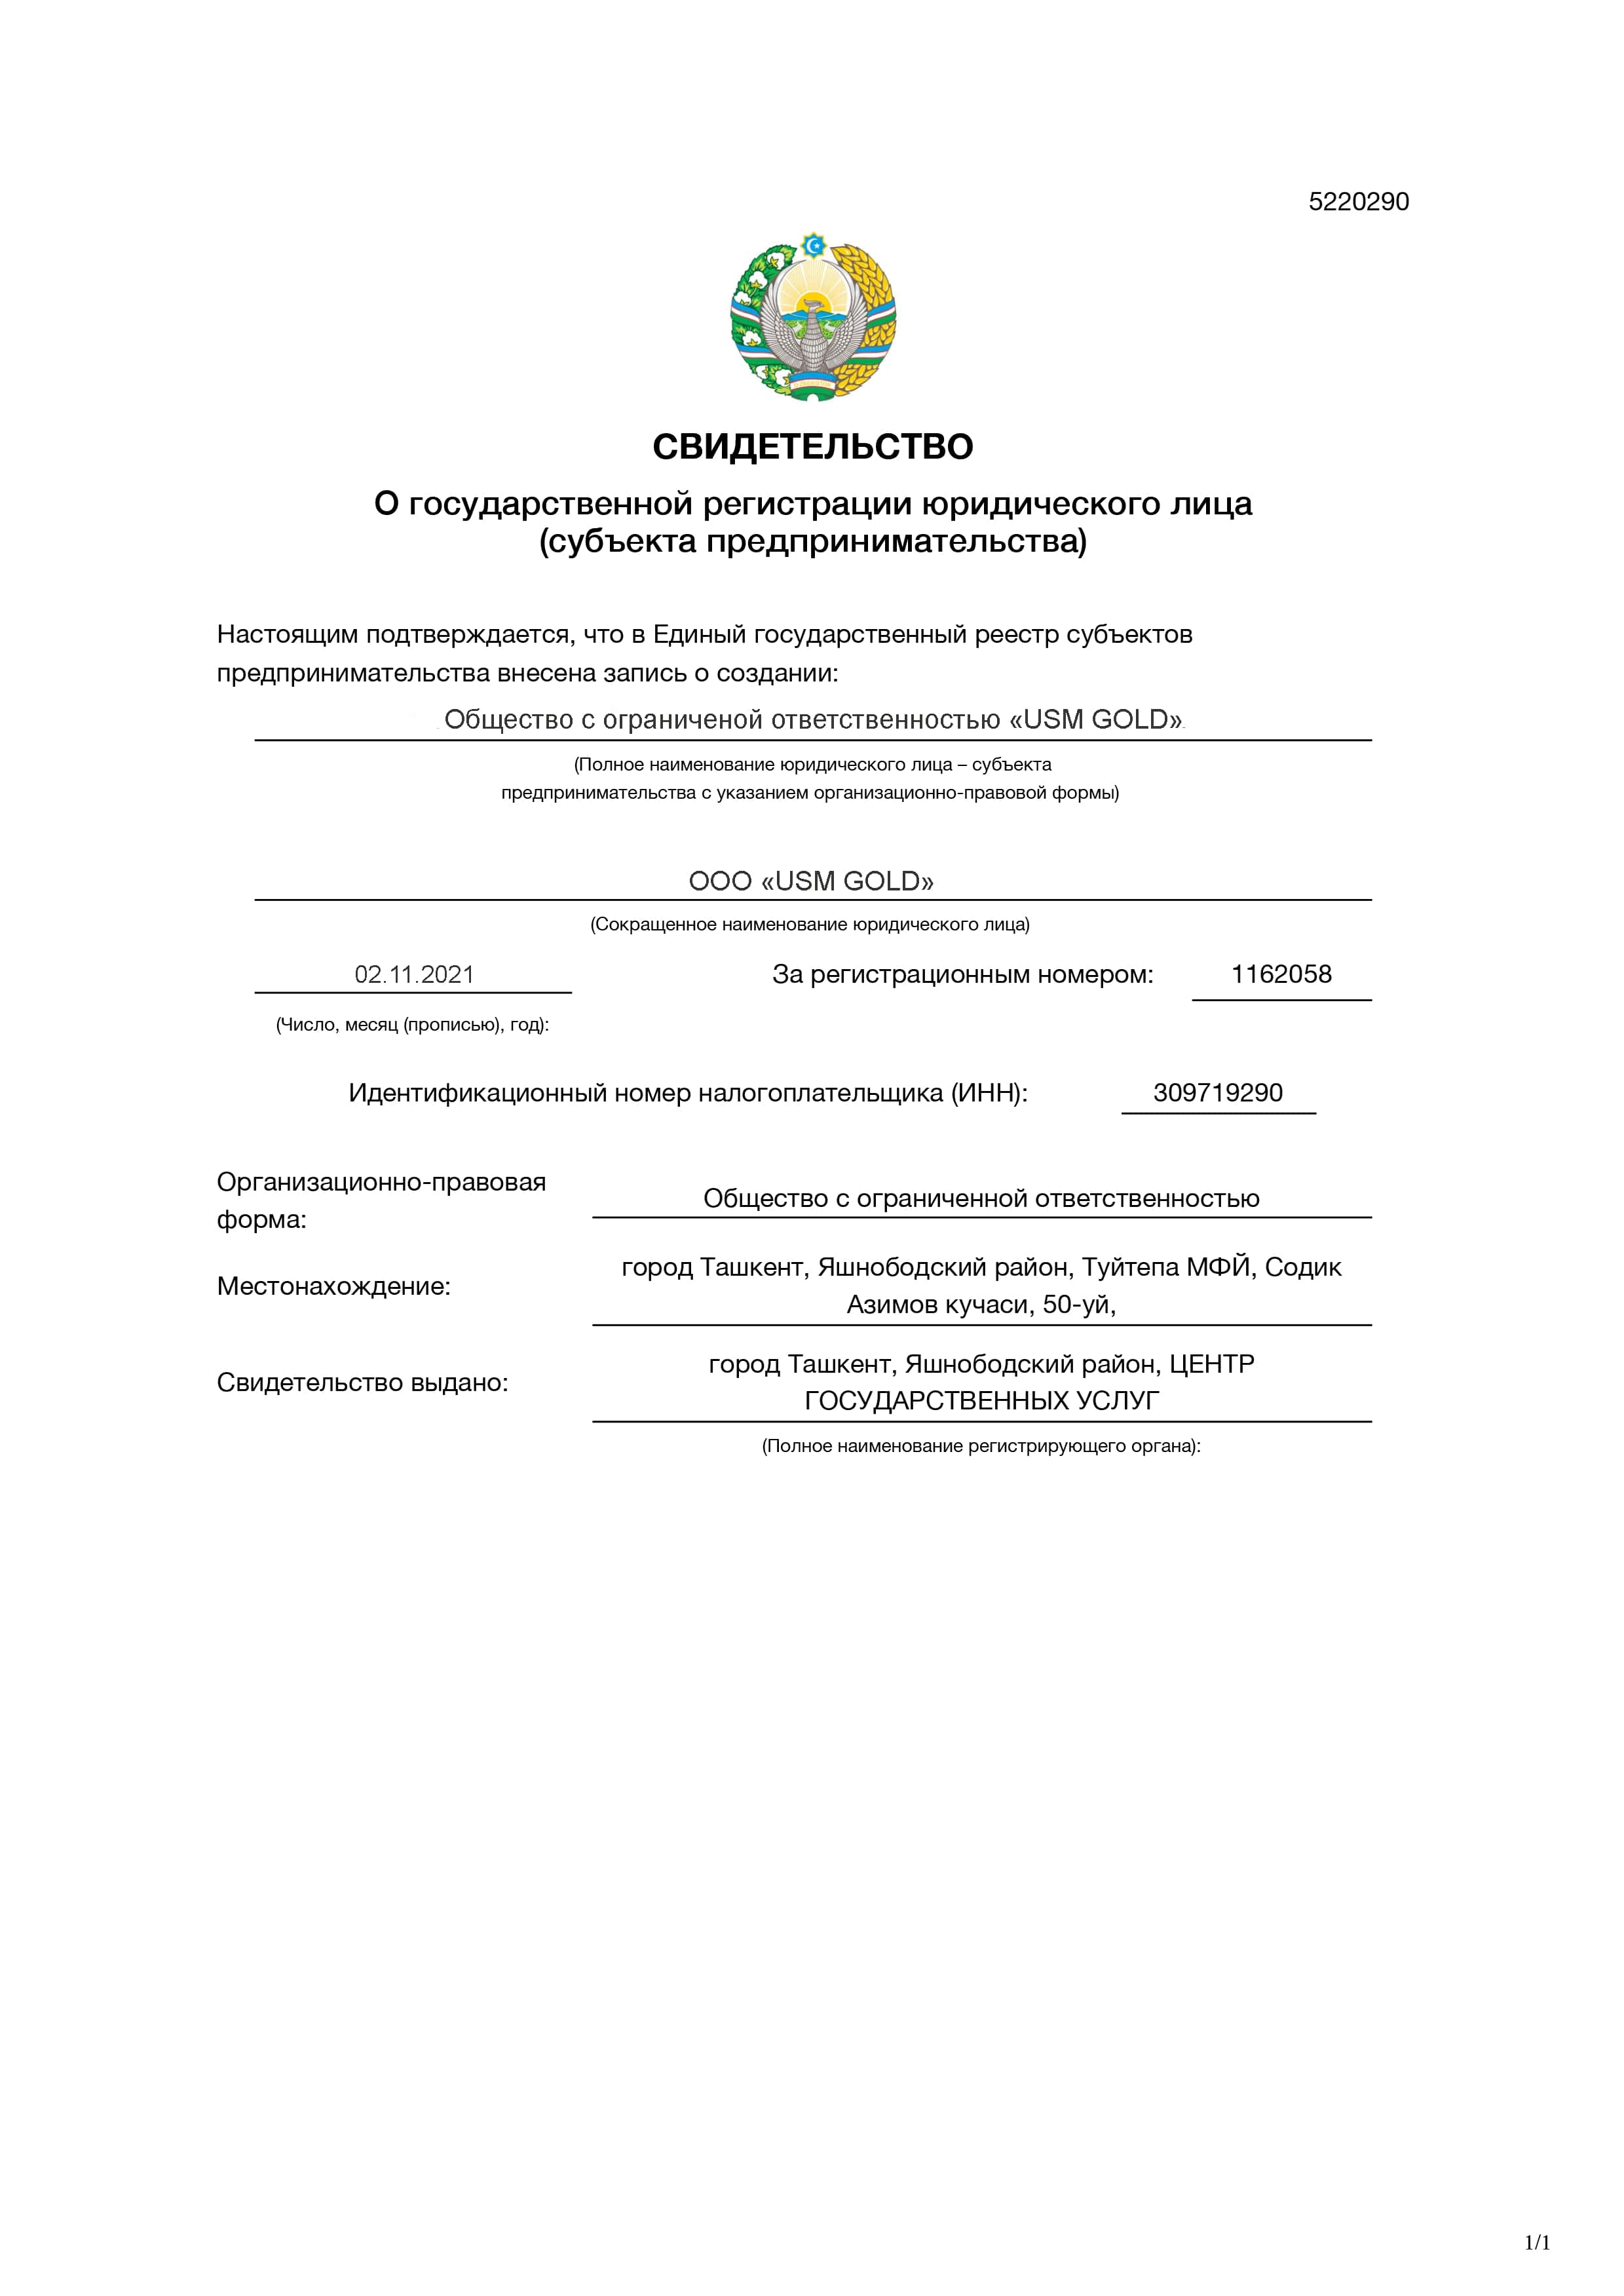 5220290
СВИДЕТЕЛЬСТВО
О государственной регистрации юридического лица
(субъекта предпринимательства)
Настоящим подтверждается, что в Единый государственный реестр субъектов
предпринимательства внесена запись о создании:
Общество с ограниченой ответственностью «USM GOLD»
(Полное наименование юридического лица – субъекта
предпринимательства с указанием организационно-правовой формы)
ООО «USM GOLD»
(Сокращенное наименование юридического лица)
02.11.2021 За регистрационным номером: 1162058
(Число, месяц (прописью), год):
Идентификационный номер налогоплательщика (ИНН): 309719290
Организационно-правовая
форма:
Общество с ограниченной ответственностью
Местонахождение:
город Ташкент, Яшнободский район, Туйтепа МФЙ, Содик
Азимов кучаси, 50-уй,
Свидетельство выдано:
город Ташкент, Яшнободский район, ЦЕНТР
ГОСУДАРСТВЕННЫХ УСЛУГ
(Полное наименование регистрирующего органа):
1/1